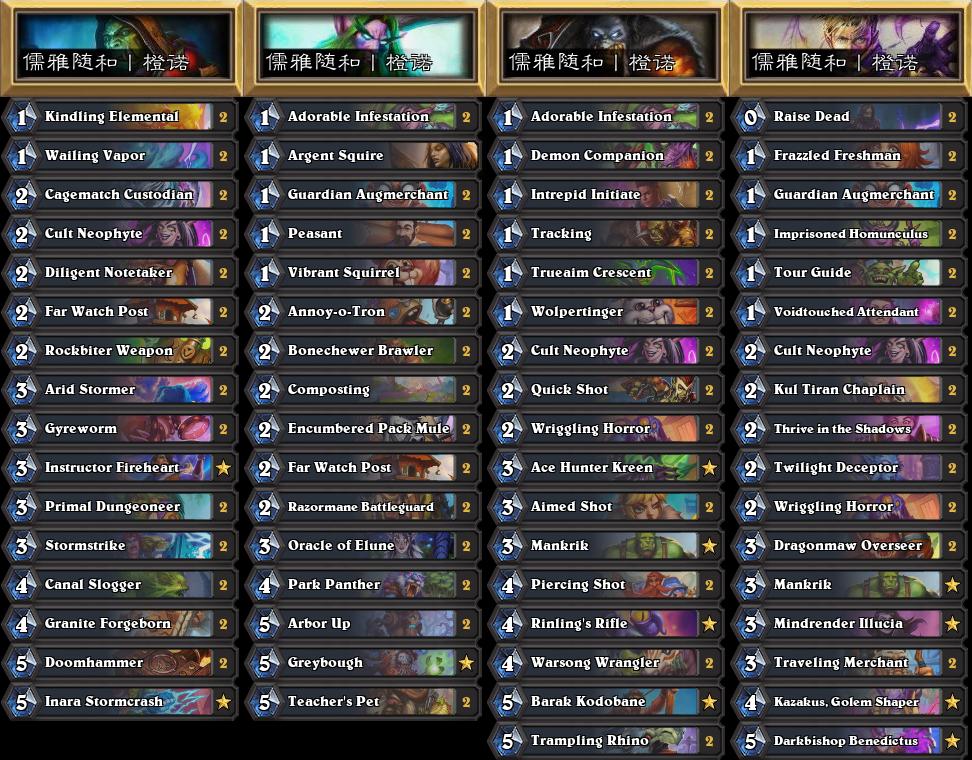 儒雅随和丨橙诺
1 Kindling Elemental 2
1 Wailing Vapor 2
2 Cagematch Custodian 2
2 Cult Neophyte 2
2 Diligent Notetaker 2
2 Far Watch Post 2
2 Rockbiter Weapon 2
3 Arid Stormer 2
3 Gyreworm 2
3 Instructor Fireheart
3 Primal Dungeoneer 2
3 Stormstrike 2
4 Canal Slogger 2
4 Granite Forgeborn 2
5 Doomhammer 2
5 Inara Stormcrash
儒雅随和丨橙诺
1 Adorable Infestation 2
1 Argent Squire
1 Guardian Augmerchant 2
1 Peasant 2
1 Vibrant Squirrel 2
2 Annoy-o-Tron 2
2 Bonechewer Brawler 2
2 Composting 2
2 Encumbered Pack Mule 2
2 Far Watch Post 2
2 Razormane Battleguard 2
3 Oracle of Elune 2
4 Park Panther 2
5 Arbor Up 2
5 Greybough
5 Teacher's Pet 2
儒雅随和丨橙诺
1 Adorable Infestation 2
1 Demon Companion 2
1 Intrepid Initiate 2
1 Tracking 2
1 Trueaim Crescent 2
1 Wolpertinger 2
2 Cult Neophyte 2
2 Quick Shot 2
2 Wriggling Horror 2
3 Ace Hunter Kreen
3 Aimed Shot 2
3 Mankrik
4 Piercing Shot 2
4 Rinling's Rifle
4 Warsong Wrangler 2
5 Barak Kodobane
5 Trampling Rhino 2
儒雅随和丨橙诺
0 Raise Dead 2
1 Frazzled Freshman 2
1 Guardian Augmerchant 2
1 Imprisoned Homunculus 2
1 Tour Guide 2
1 Voidtouched Attendant 2
2 Cult Neophyte 2
2 Kul Tiran Chaplain 2
2 Thrive in the Shadows 2
2 Twilight Deceptor 2
2 Wriggling Horror 2
3 Dragonmaw Overseer 2
3 Mankrik
3 Mindrender Illucia
3 Traveling Merchant 2
4 Kazakus, Golem Shaper
5 Darkbishop Benedictus